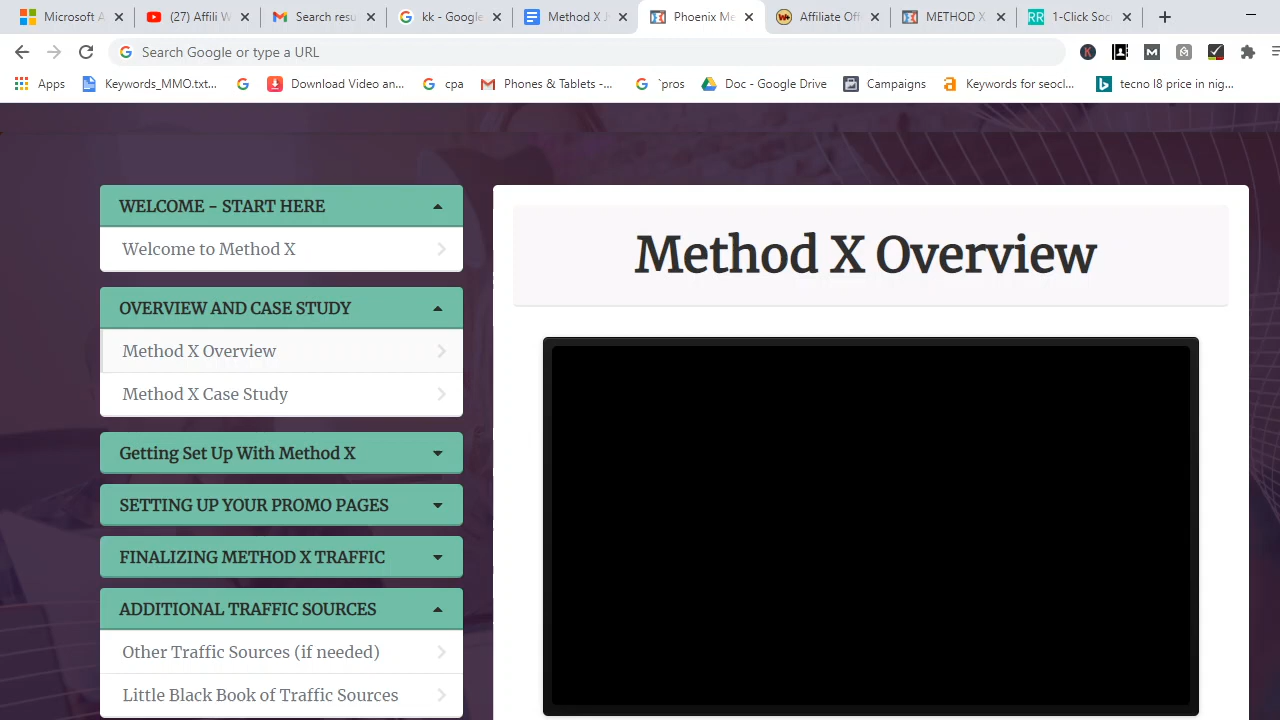 Microsoft A
(27) Affili W
Search resu
kk - Google
Method X J
Phoenix Me
Affiliate Off
METHOD X
1-Click Soc
Search Google or type a URL
Apps
Keywords_MMO.txt...
Download Video an...
cpa
Phones & Tablets -...
`pros
Doc - Google Drive
Campaigns
Keywords for seocl...
tecno l8 price in nig...
WELCOME - START HERE
Welcome to Method X
OVERVIEW AND CASE STUDY
Method X Overview
Method X Case Study
Getting Set Up With Method X
SETTING UP YOUR PROMO PAGES
FINALIZING METHOD X TRAFFIC
ADDITIONAL TRAFFIC SOURCES
Other Traffic Sources (if needed)
Little Black Book of Traffic Sources
Method X Overview